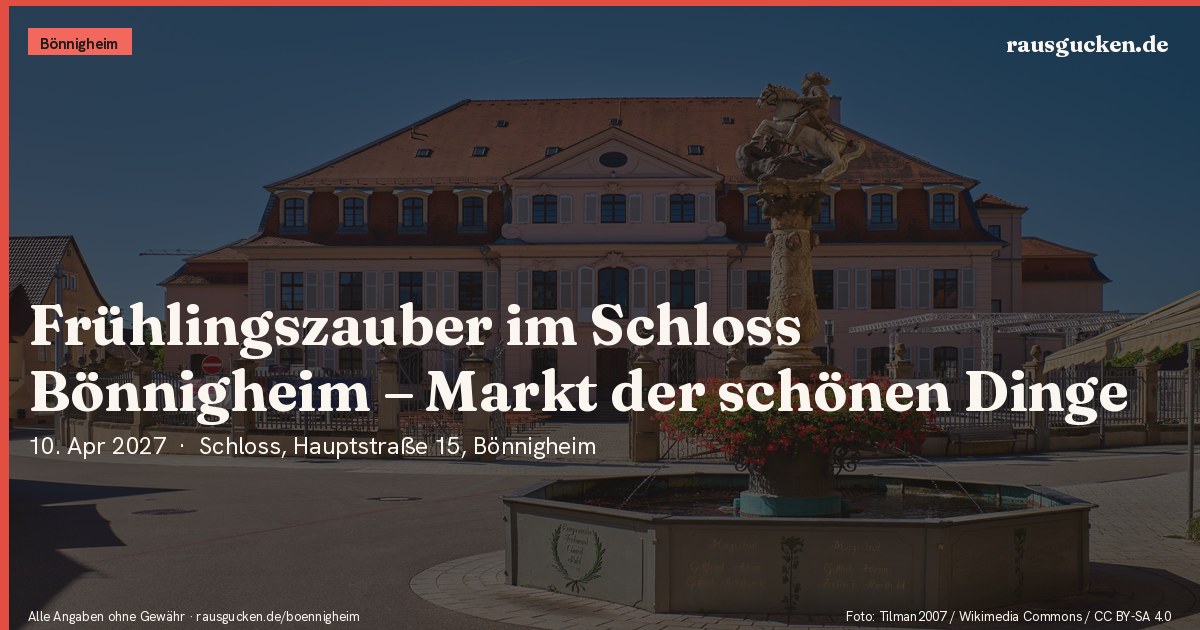 Bönnigheim
rausgucken.de
Frühlingszauber im Schloss
Bönnigheim – Markt der schönen Dinge
10. Apr 2027 · Schloss, Hauptstraße 15, Bönnigheim
Alle Angaben ohne Gewähr · rausgucken.de/boennigheim
Foto: Tilman2007 / Wikimedia Commons / CC BY-SA 4.0